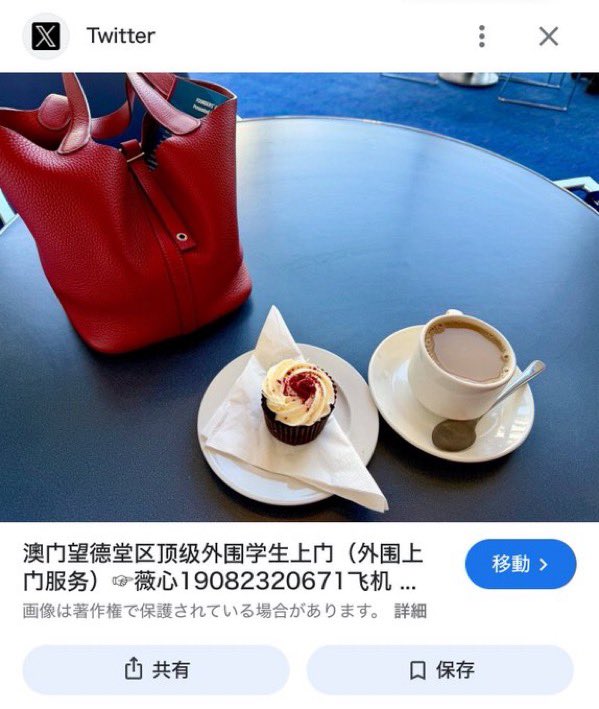 Twitter
澳门望德堂区顶级外围学生上门（外围上
门服务）☞薇心19082320671飞机 ...
移動
画像は著作権で保護されている場合があります。 詳細
共有
保存